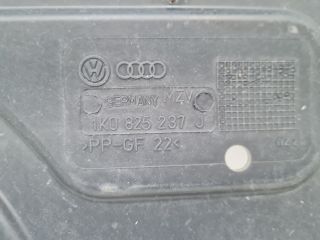 GERMANY
1K0 825 237 J
>PP-GF 22<